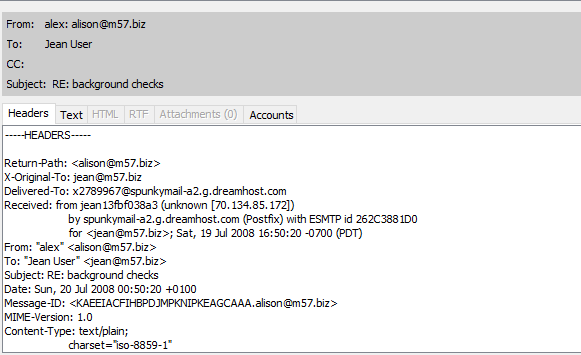 From: alex: alison@m57.biz
To: Jean User
CC:
Subject: RE: background checks
Headers Text HTML RTF Attachments (0) Accounts
-----HEADERS-----
Return-Path: <alison@m57.biz>
X-Original-To: jean@m57.biz
Delivered-To: x2789967@spunkymail-a2.g.dreamhost.com
Received: from jean13fbf038a3 (unknown [70.134.85.172])
by spunkymail-a2.g.dreamhost.com (Postfix) with ESMTP id 262C3881D0
for <jean@m57.biz>; Sat, 19 Jul 2008 16:50:20 -0700 (PDT)
From: "alex" <alison@m57.biz>
To: "Jean User" <jean@m57.biz>
Subject: RE: background checks
Date: Sun, 20 Jul 2008 00:50:20 +0100
Message-ID: <KAEEIACFIHBPDJMPKNIPKEAGCAAA.alison@m57.biz>
MIME-Version: 1.0
Content-Type: text/plain;
charset="iso-8859-1"